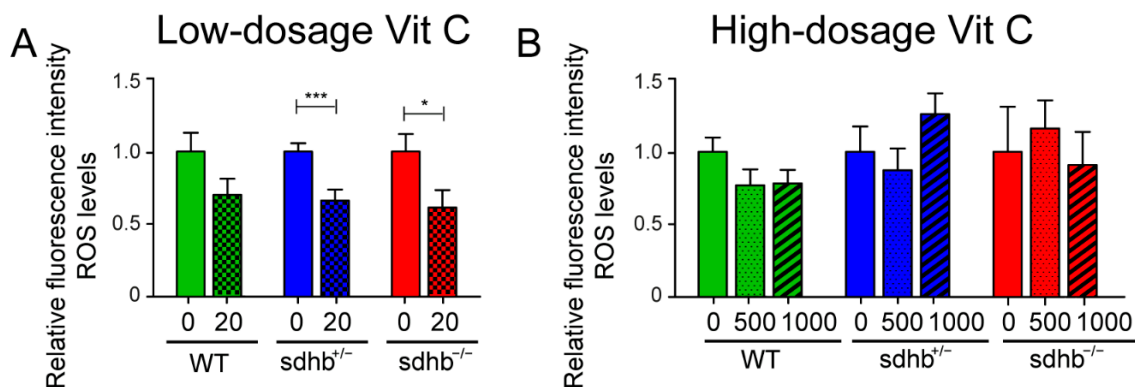 A
Low-dosage Vit C
Relative fluorescence intensity
ROS levels
1.5
1.0
0.5
0
***
*
0 20 0 20 0 20
WT sdhb+/− sdhb−/−
B
High-dosage Vit C
Relative fluorescence intensity
ROS levels
1.5
1.0
0.5
0
0 500 1000 0 500 1000 0 500 1000
WT sdhb+/− sdhb−/−